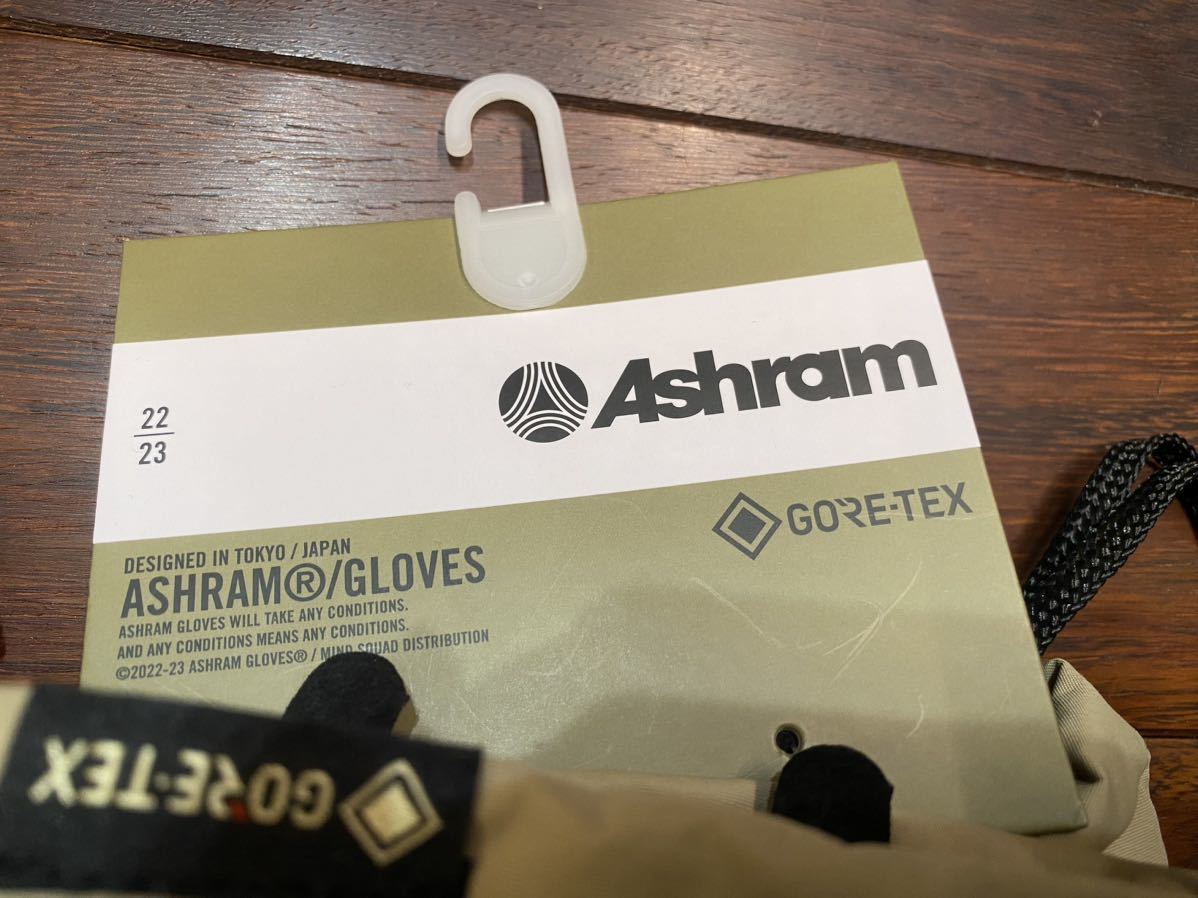 Ashram
22
23
GORE-TEX
DESIGNED IN TOKYO / JAPAN
ASHRAM®/GLOVES
ASHRAM GLOVES WILL TAKE ANY CONDITIONS.
AND ANY CONDITIONS MEANS ANY CONDITIONS.
©2022-23 ASHRAM GLOVES® / MIND SQUAD DISTRIBUTION
GORE-TEX